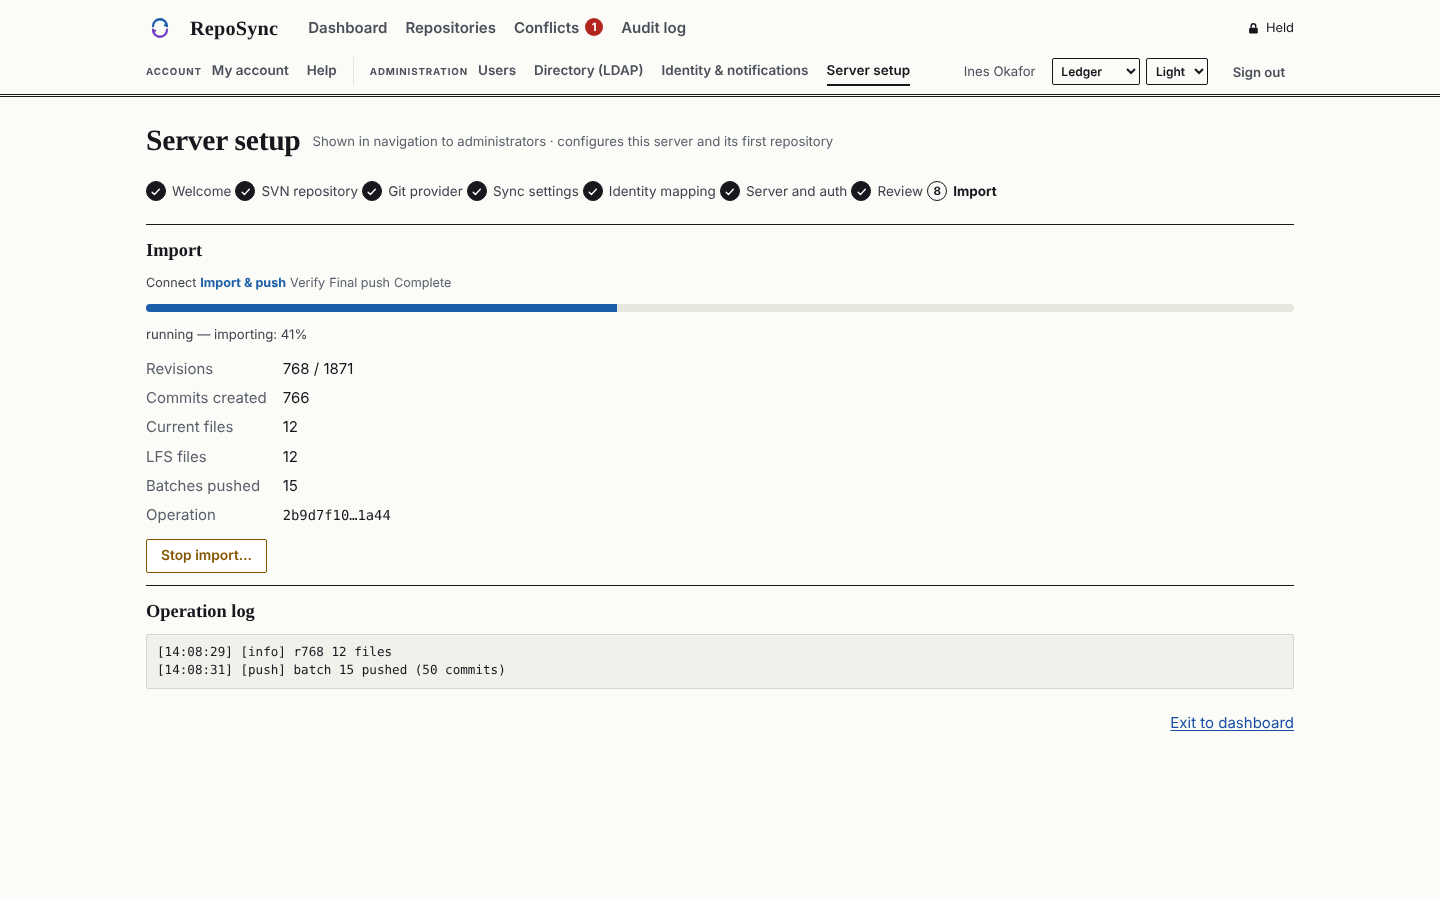 RepoSync Dashboard Repositories Conflicts 1 Audit log Held
ACCOUNT My account Help ADMINISTRATION Users Directory (LDAP) Identity & notifications Server setup Ines Okafor Ledger Light Sign out
Server setup Shown in navigation to administrators · configures this server and its first repository
Welcome SVN repository Git provider Sync settings Identity mapping Server and auth Review 8 Import
Import
Connect Import & push Verify Final push Complete
running — importing: 41%
Revisions 768 / 1871
Commits created 766
Current files 12
LFS files 12
Batches pushed 15
Operation 2b9d7f10…1a44
Stop import…
Operation log
[14:08:29] [info] r768 12 files
[14:08:31] [push] batch 15 pushed (50 commits)
Exit to dashboard